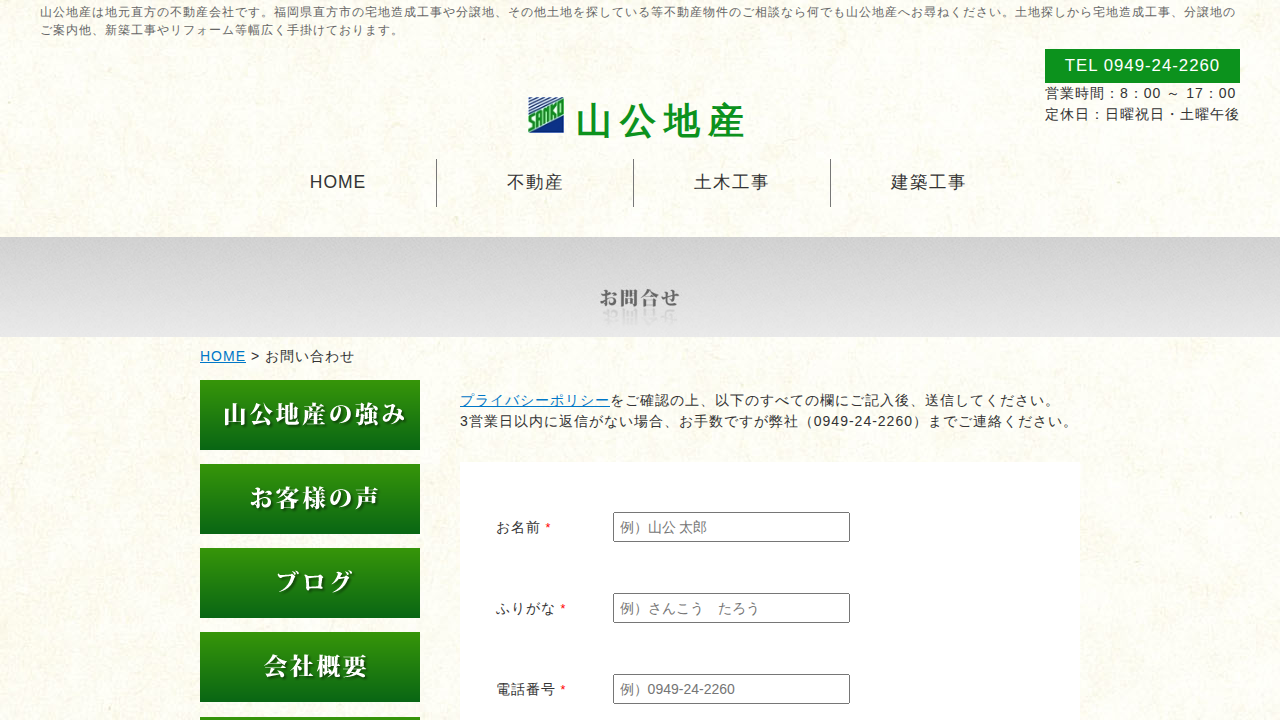 山公地産は地元直方の不動産会社です。福岡県直方市の宅地造成工事や分譲地、その他土地を探している等不動産物件のご相談なら何でも山公地産へお尋ねください。土地探しから宅地造成工事、分譲地の
ご案内他、新築工事やリフォーム等幅広く手掛けております。
TEL 0949-24-2260
営業時間：8：00 ～ 17：00
定休日：日曜祝日・土曜午後
SANKO 山公地産
HOME 不動産 土木工事 建築工事
お問合せ
HOME > お問い合わせ
山公地産の強み
お客様の声
ブログ
会社概要
プライバシーポリシーをご確認の上、以下のすべての欄にご記入後、送信してください。
3営業日以内に返信がない場合、お手数ですが弊社（0949-24-2260）までご連絡ください。
お名前 * 例）山公 太郎
ふりがな * 例）さんこう　たろう
電話番号 * 例）0949-24-2260